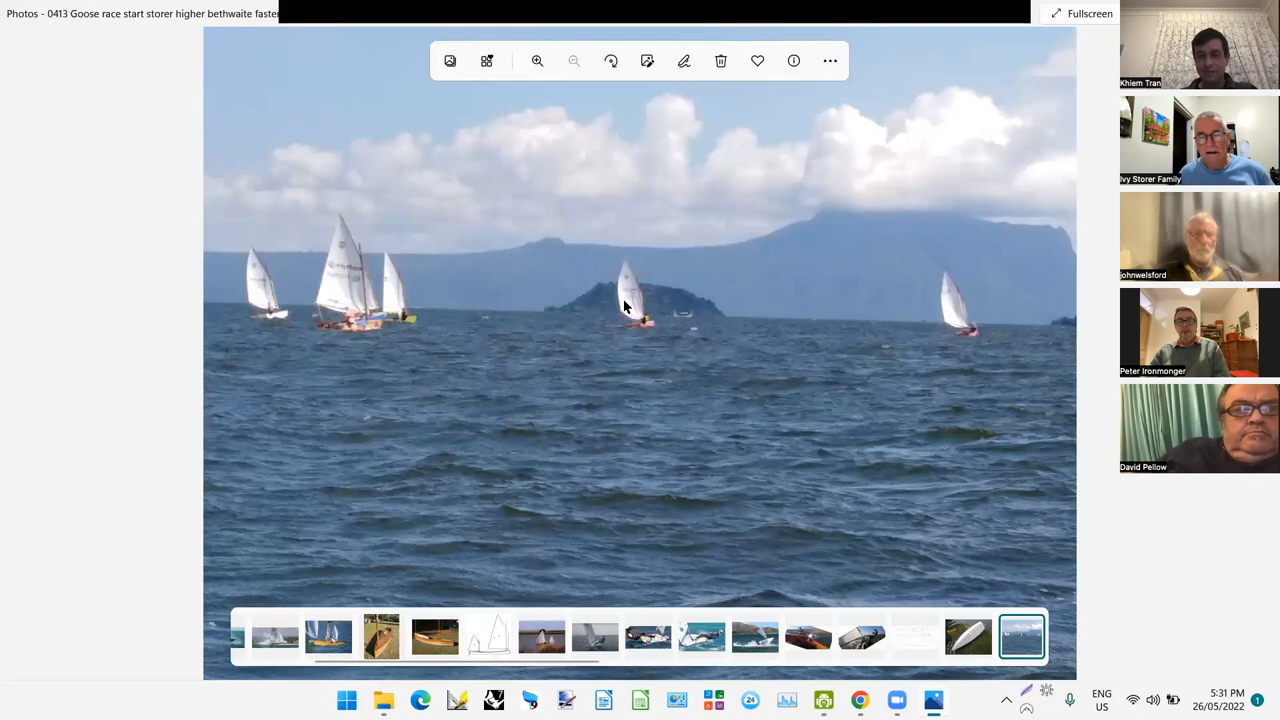 Photos - 0413 Goose race start storer higher bethwaite faster
Fullscreen
Khiem Tran
Ivy Storer Family
johnwelsford
Peter Ironmonger
David Pellow
24
ENG
US
5:31 PM
26/05/2022
1